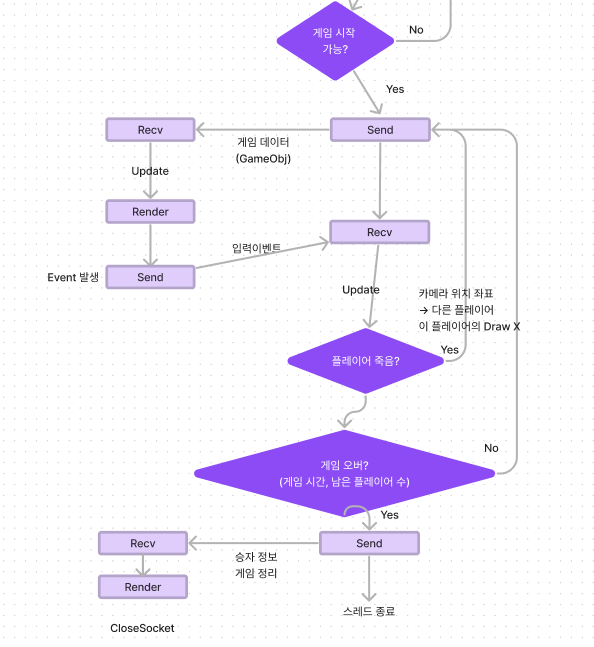 게임 시작
가능?
No
Yes
Recv
Send
게임 데이터
(GameObj)
Update
Render
Recv
입력이벤트
Event 발생
Send
Update
카메라 위치 좌표
→ 다른 플레이어
이 플레이어의 Draw X
Yes
플레이어 죽음?
No
게임 오버?
(게임 시간, 남은 플레이어 수)
Yes
Recv
Send
승자 정보
게임 정리
Render
스레드 종료
CloseSocket